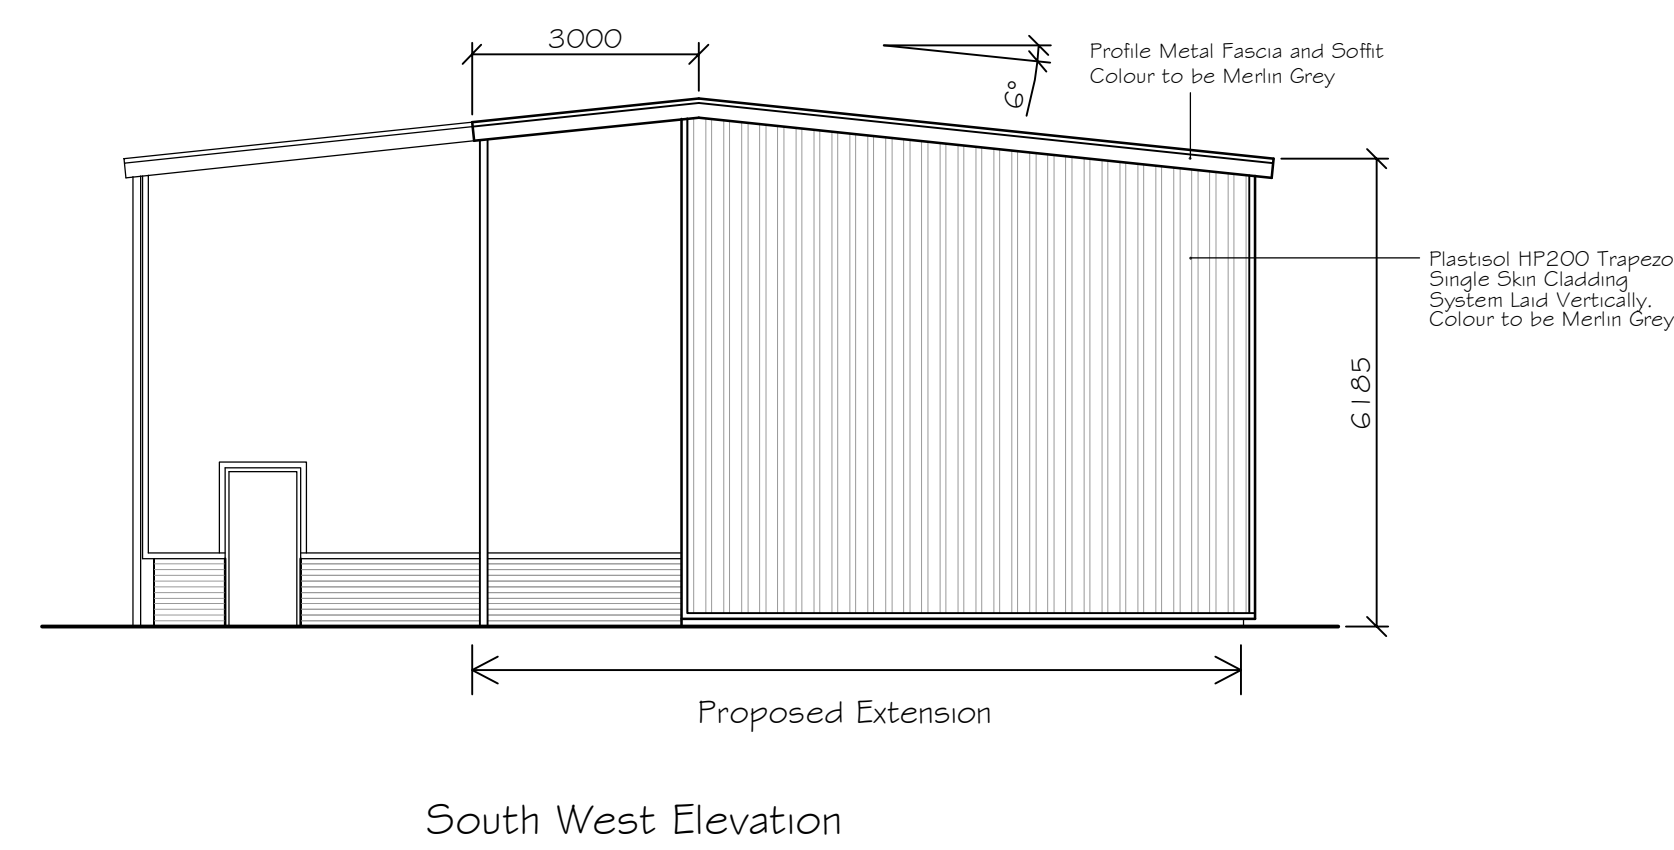 3000
Profile Metal Fascia and Soffit
Colour to be Merlin Grey
6°
Plastisol HP200 Trapezo
Single Skin Cladding
System Laid Vertically.
Colour to be Merlin Grey
6185
Proposed Extension
South West Elevation